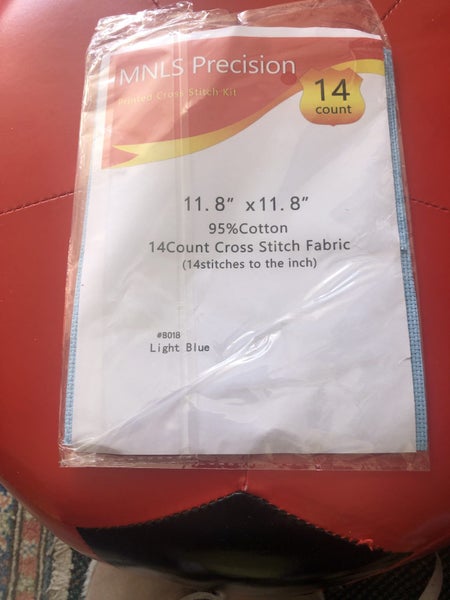 MNLS Precision
Printed Cross Stitch Kit
14
count
11.8" x11.8"
95%Cotton
14Count Cross Stitch Fabric
(14stitches to the inch)
#801B
Light Blue